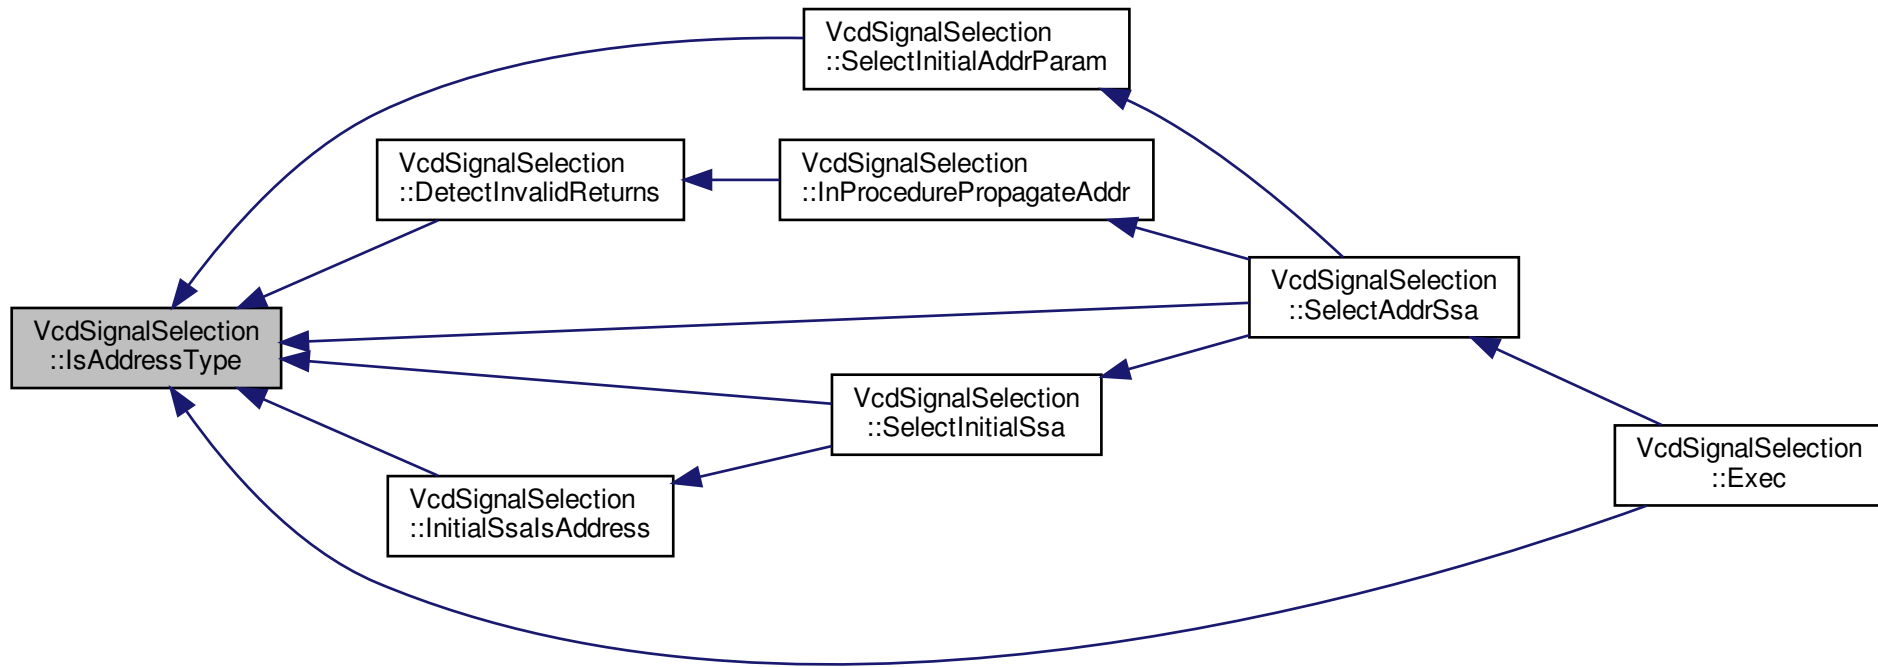 VcdSignalSelection
::SelectInitialAddrParam
VcdSignalSelection
::DetectInvalidReturns
VcdSignalSelection
::InProcedurePropagateAddr
VcdSignalSelection
::SelectAddrSsa
VcdSignalSelection
::IsAddressType
VcdSignalSelection
::SelectInitialSsa
VcdSignalSelection
::Exec
VcdSignalSelection
::InitialSsaIsAddress